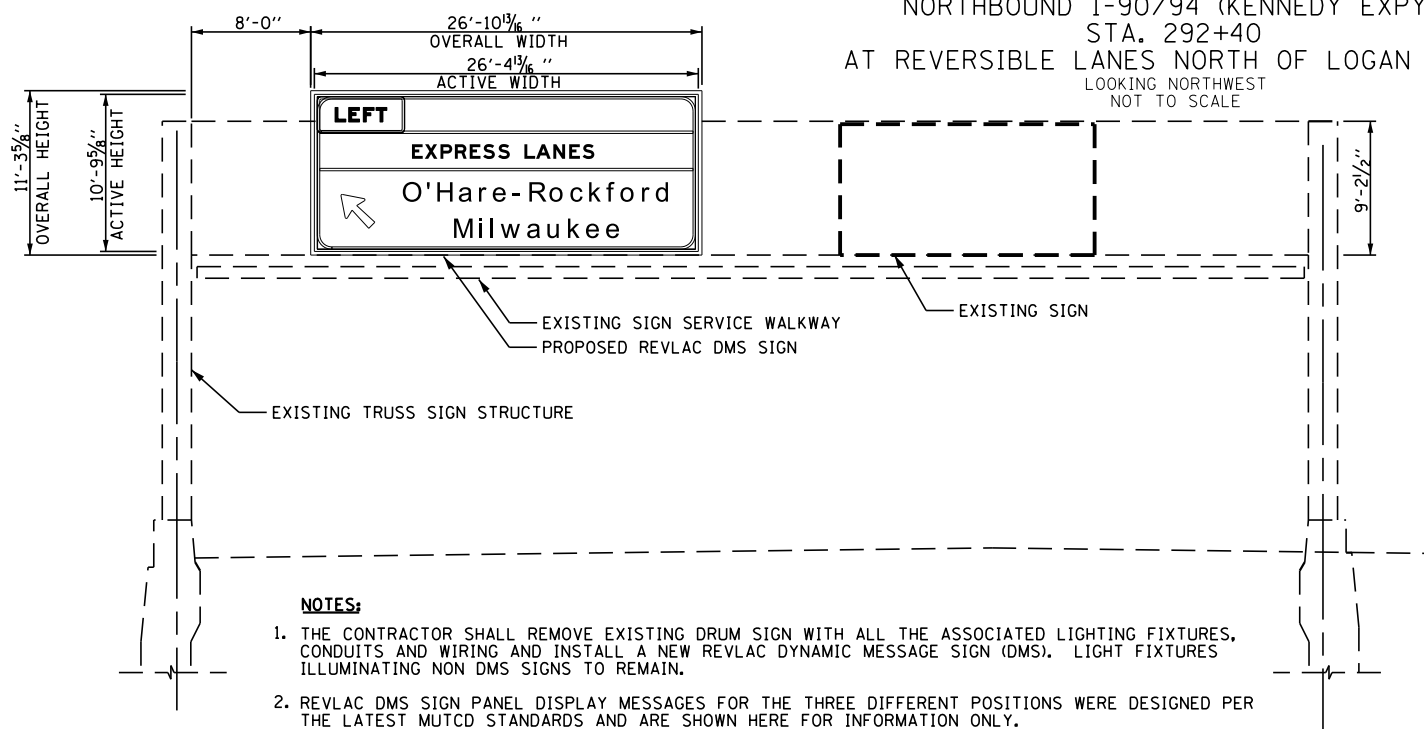 NORTHBOUND I-90/94 (KENNEDY EXPY
STA. 292+40
AT REVERSIBLE LANES NORTH OF LOGAN
LOOKING NORTHWEST
NOT TO SCALE
8'-0"
26'-10 13/16 "
OVERALL WIDTH
26'-4 13/16 "
ACTIVE WIDTH
11'-3 5/8"
OVERALL HEIGHT
10'-9 5/8"
ACTIVE HEIGHT
9'-2 1/2"
LEFT
EXPRESS LANES
O'Hare-Rockford
Milwaukee
EXISTING SIGN SERVICE WALKWAY
PROPOSED REVLAC DMS SIGN
EXISTING SIGN
EXISTING TRUSS SIGN STRUCTURE
NOTES:
1. THE CONTRACTOR SHALL REMOVE EXISTING DRUM SIGN WITH ALL THE ASSOCIATED LIGHTING FIXTURES,
CONDUITS AND WIRING AND INSTALL A NEW REVLAC DYNAMIC MESSAGE SIGN (DMS). LIGHT FIXTURES
ILLUMINATING NON DMS SIGNS TO REMAIN.
2. REVLAC DMS SIGN PANEL DISPLAY MESSAGES FOR THE THREE DIFFERENT POSITIONS WERE DESIGNED PER
THE LATEST MUTCD STANDARDS AND ARE SHOWN HERE FOR INFORMATION ONLY.